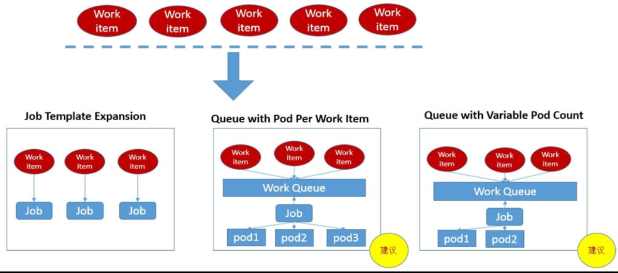 Work
item
Work
item
Work
item
Work
item
Work
item
Job Template Expansion
Work
item
Work
item
Work
item
Job
Job
Job
Queue with Pod Per Work Item
Work
item
Work
item
Work
item
Work Queue
Job
pod1
pod2
pod3
建议
Queue with Variable Pod Count
Work
item
Work
item
Work
item
Work Queue
Job
pod1
pod2
建议